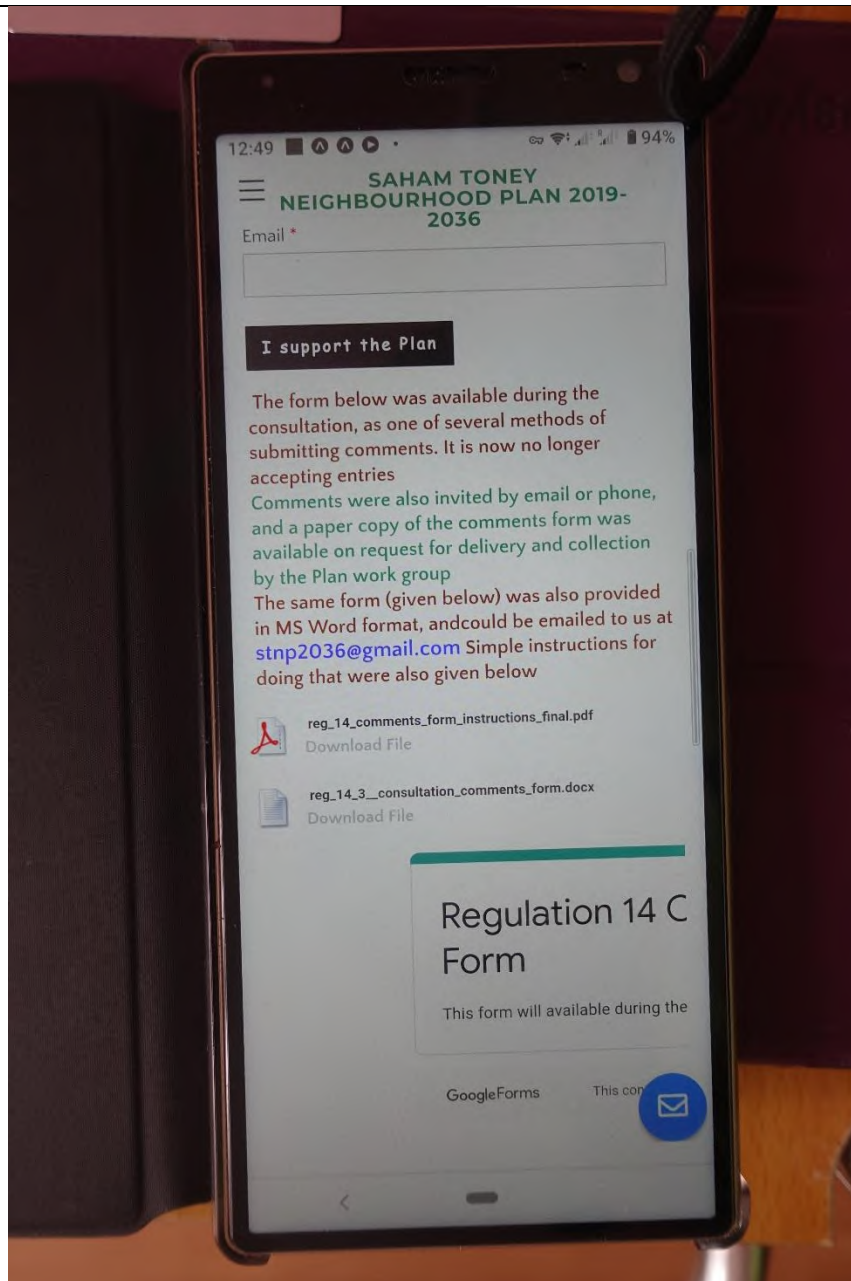 12:49
94%
SAHAM TONEY
NEIGHBOURHOOD PLAN 2019-
2036
Email *
I support the Plan
The form below was available during the
consultation, as one of several methods of
submitting comments. It is now no longer
accepting entries
Comments were also invited by email or phone,
and a paper copy of the comments form was
available on request for delivery and collection
by the Plan work group
The same form (given below) was also provided
in MS Word format, andcould be emailed to us at
stnp2036@gmail.com Simple instructions for
doing that were also given below
reg_14_comments_form_instructions_final.pdf
Download File
reg_14_3__consultation_comments_form.docx
Download File
Regulation 14 C
Form
This form will available during the
GoogleForms
This con